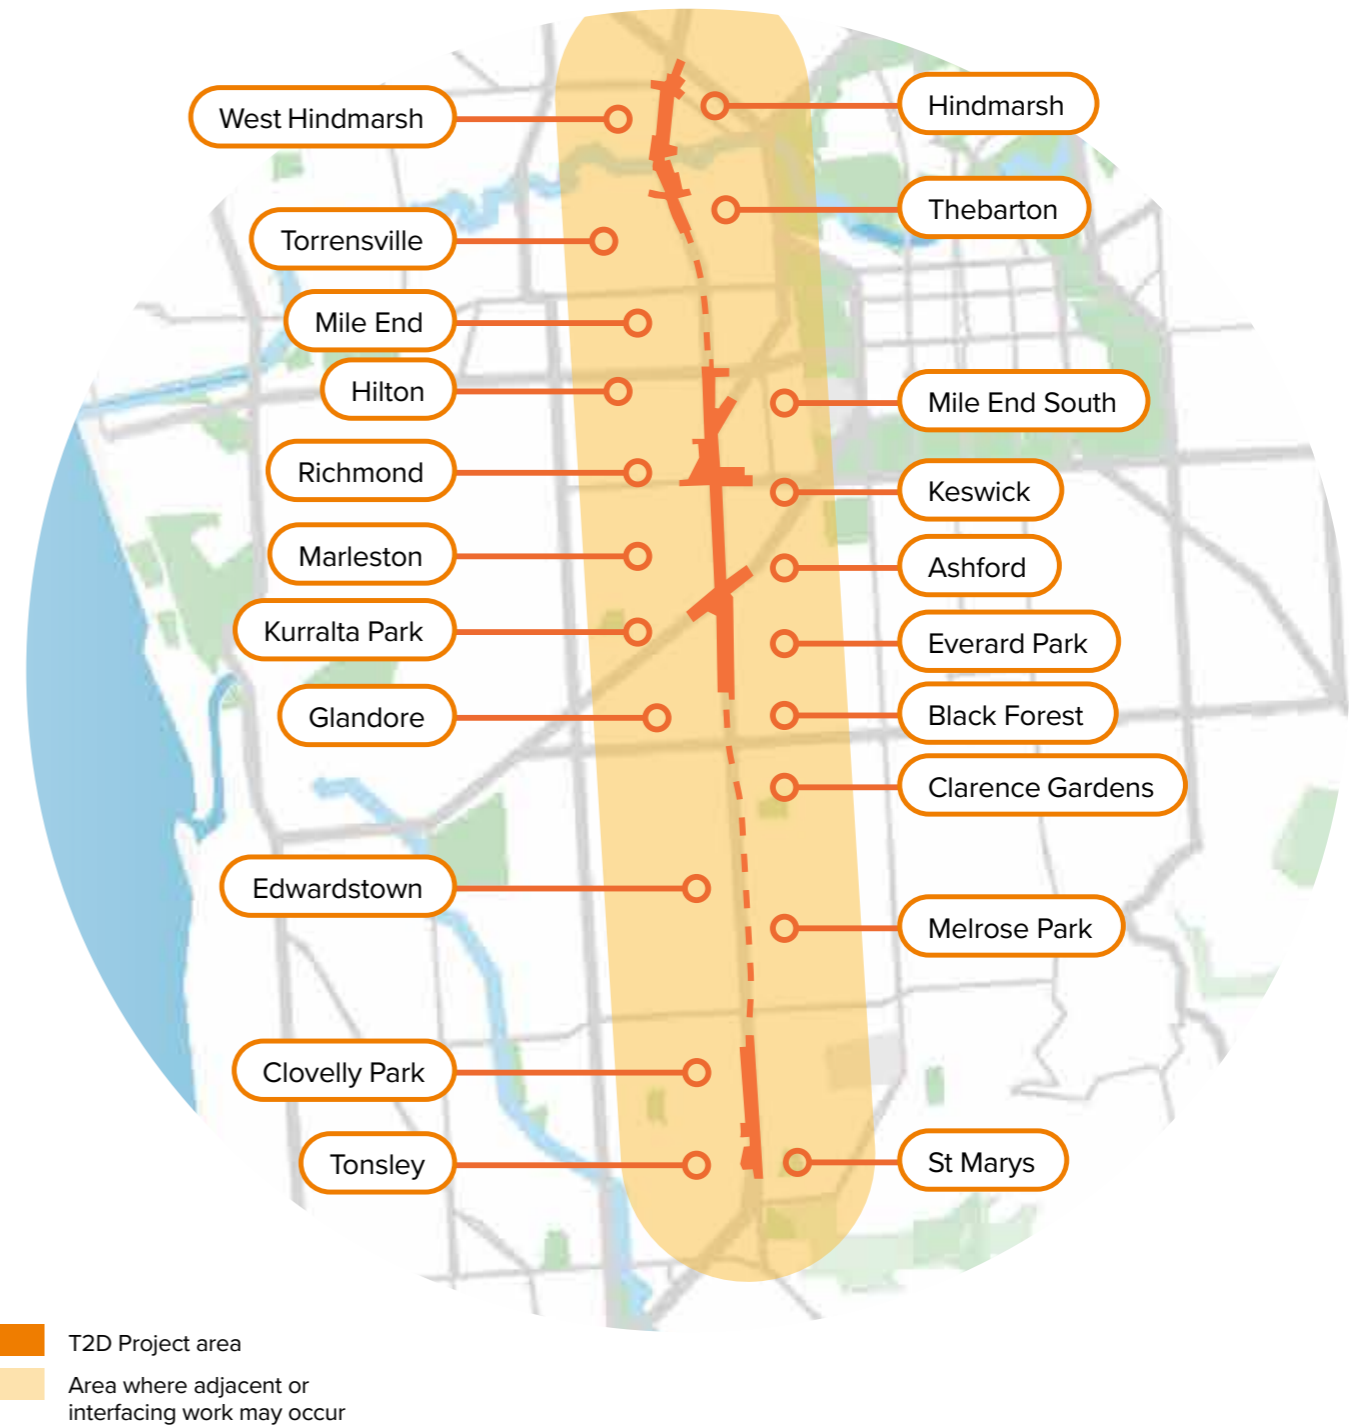 West Hindmarsh
Hindmarsh
Thebarton
Torrensville
Mile End
Hilton
Mile End South
Richmond
Keswick
Marleston
Ashford
Kurralta Park
Everard Park
Glandore
Black Forest
Clarence Gardens
Edwardstown
Melrose Park
Clovelly Park
Tonsley
St Marys
T2D Project area
Area where adjacent or
interfacing work may occur